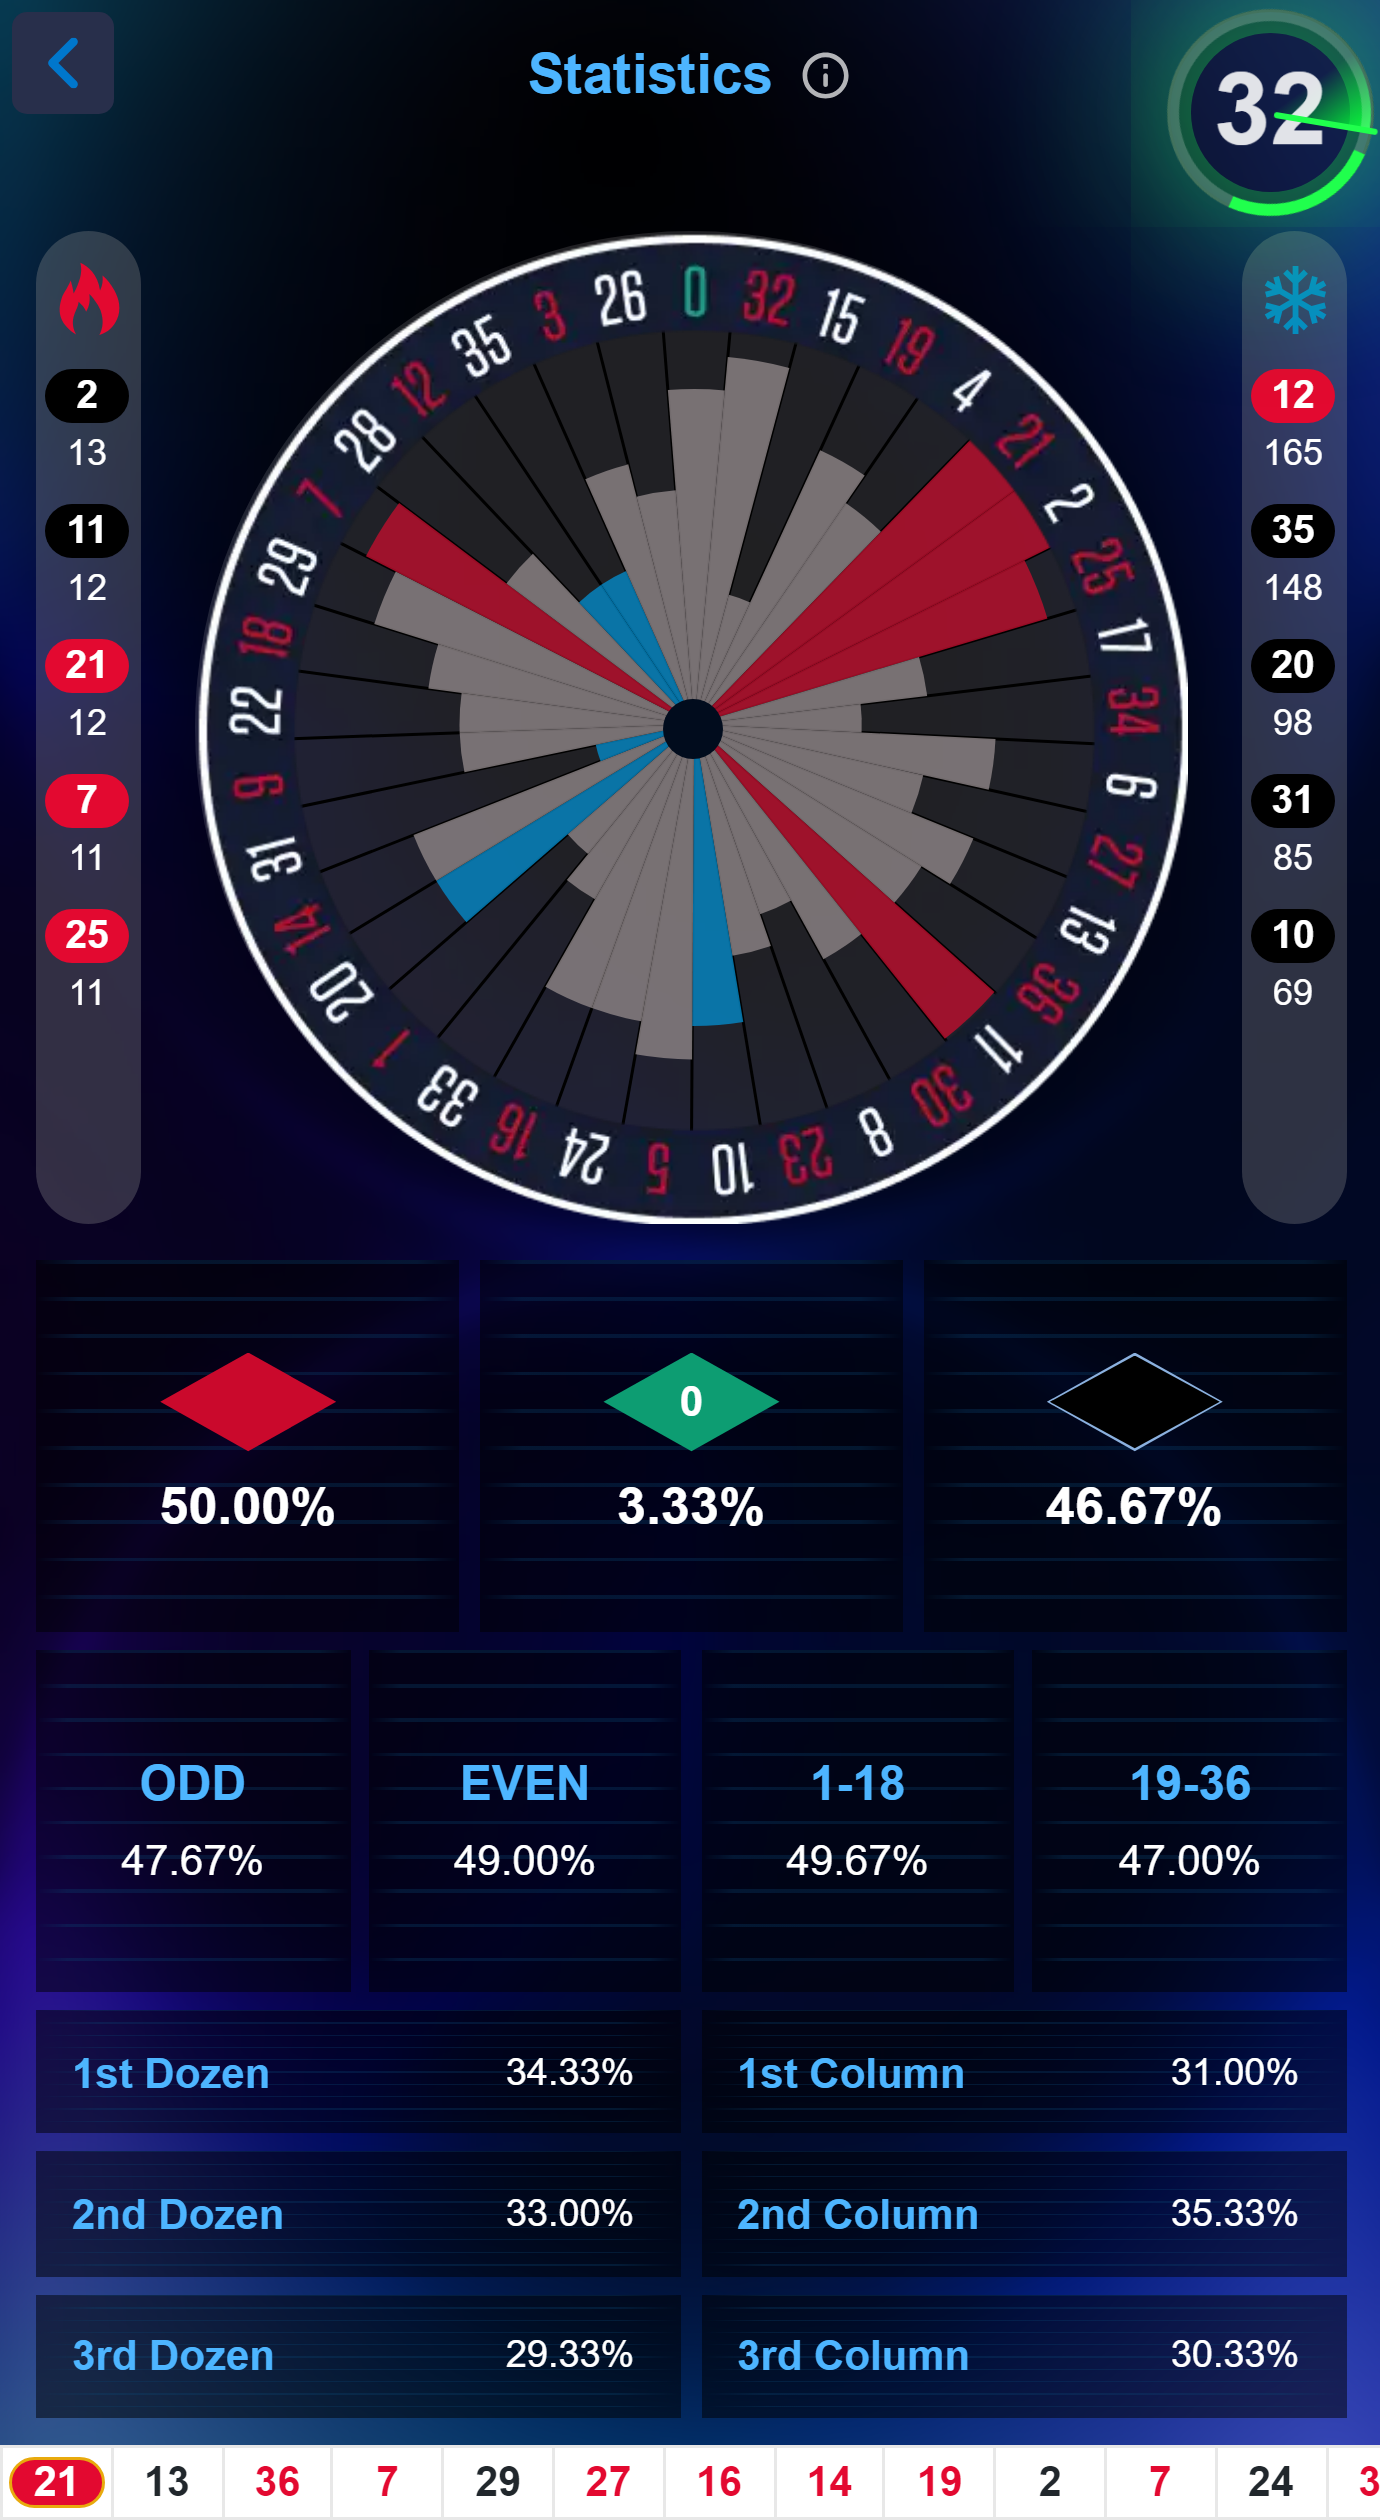 Statistics
32
2
13
11
12
21
12
7
11
25
11
0 32 15 19 4 21 2 25 17 34 6 27 13 36 11 30 8 23 10 5 24 16 33 1 20 14 31 9 22 18 29 7 28 12 35 3 26
12
165
35
148
20
98
31
85
10
69
0
50.00% 3.33% 46.67%
ODD EVEN 1-18 19-36
47.67% 49.00% 49.67% 47.00%
1st Dozen 34.33% 1st Column 31.00%
2nd Dozen 33.00% 2nd Column 35.33%
3rd Dozen 29.33% 3rd Column 30.33%
21 13 36 7 29 27 16 14 19 2 7 24